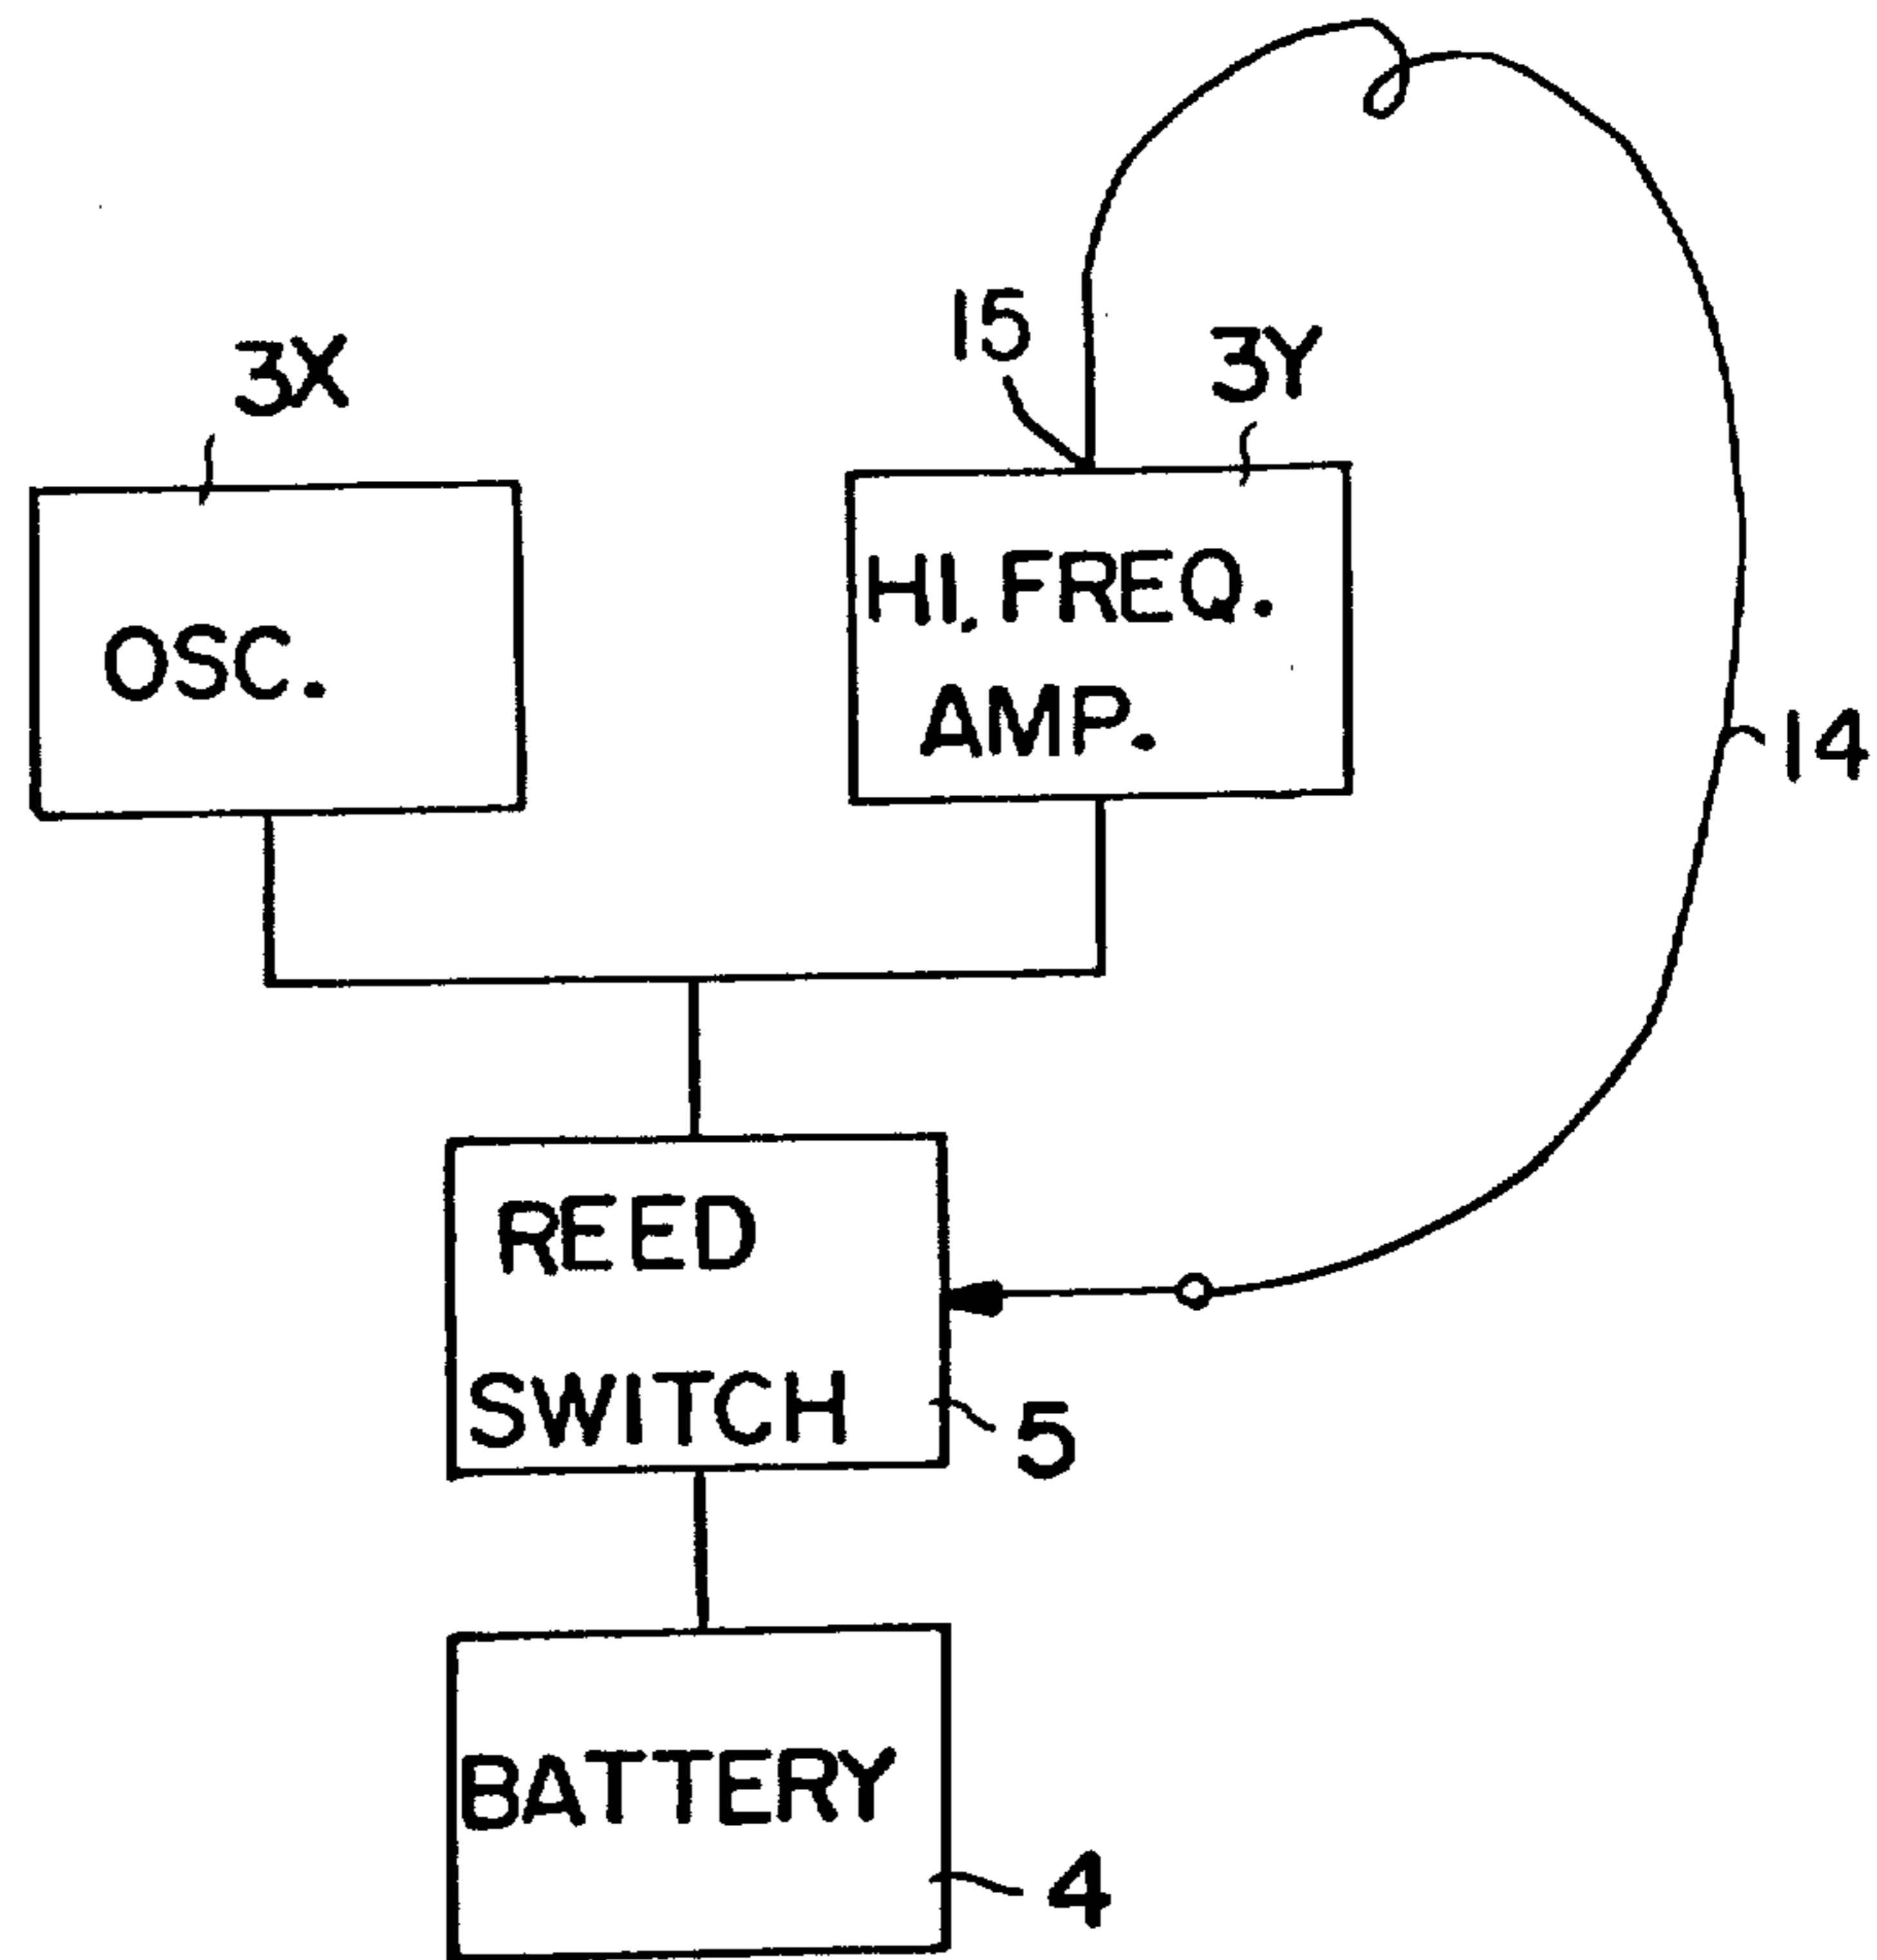 15
3X
3Y
OSC.
HI. FREQ.
AMP.
14
REED
SWITCH
5
BATTERY
4